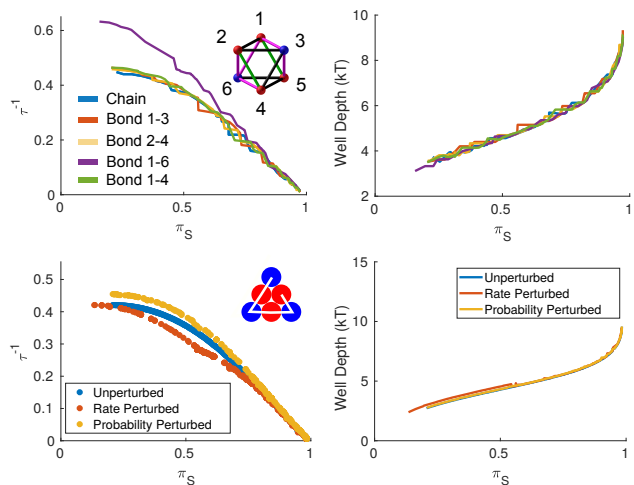 0.6
0.4
0.2
0
0
0.5
1
τ⁻¹
π_S
Chain
Bond 1-3
Bond 2-4
Bond 1-6
Bond 1-4
1
2
3
6
5
4
10
8
6
4
2
0
0.5
1
Well Depth (kT)
π_S
0.5
0.4
0.3
0.2
0.1
0
0
0.5
1
τ⁻¹
π_S
Unperturbed
Rate Perturbed
Probability Perturbed
15
10
5
0
0
0.5
1
Well Depth (kT)
π_S
Unperturbed
Rate Perturbed
Probability Perturbed